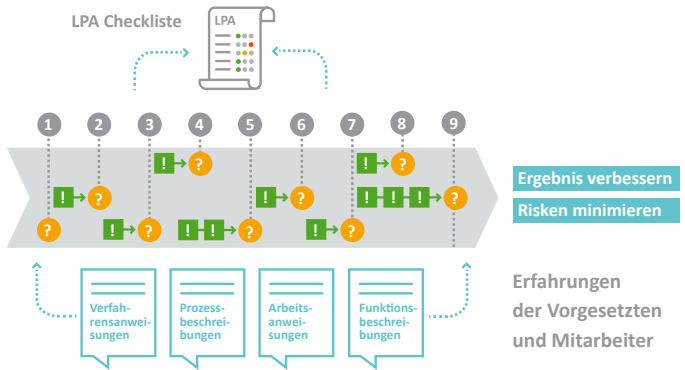 LPA Checkliste
LPA
1 2 3 4 5 6 7 8 9
! ? ! ?
! ? ! ? ! ! ! ?
? ! ? ! ! ? ! ?
Ergebnis verbessern
Risken minimieren
Verfah-
rensanwei-
sungen
Prozess-
beschrei-
bungen
Arbeits-
anwei-
sungen
Funktions-
beschrei-
bungen
Erfahrungen
der Vorgesetzten
und Mitarbeiter